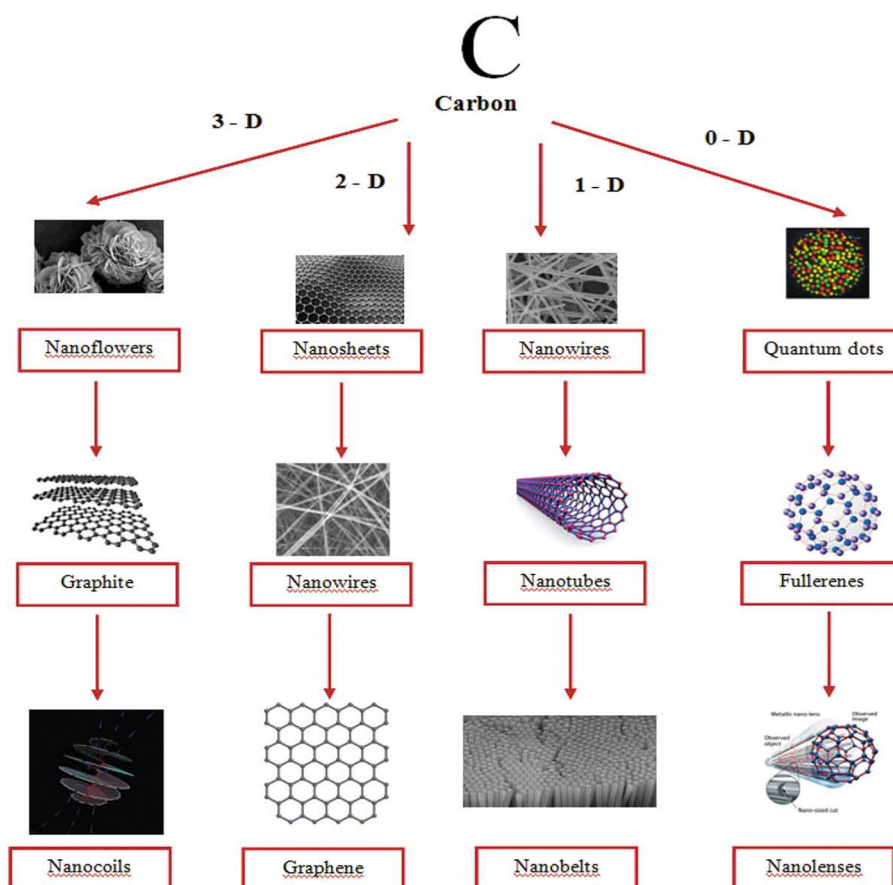 C
Carbon
3 - D
2 - D
1 - D
0 - D
Nanoflowers
Nanosheets
Nanowires
Quantum dots
Graphite
Nanowires
Nanotubes
Fullerenes
Metallic nano-lens
Observed
image
Observed
object
Nano-sized cut
Nanocoils
Graphene
Nanobelts
Nanolenses